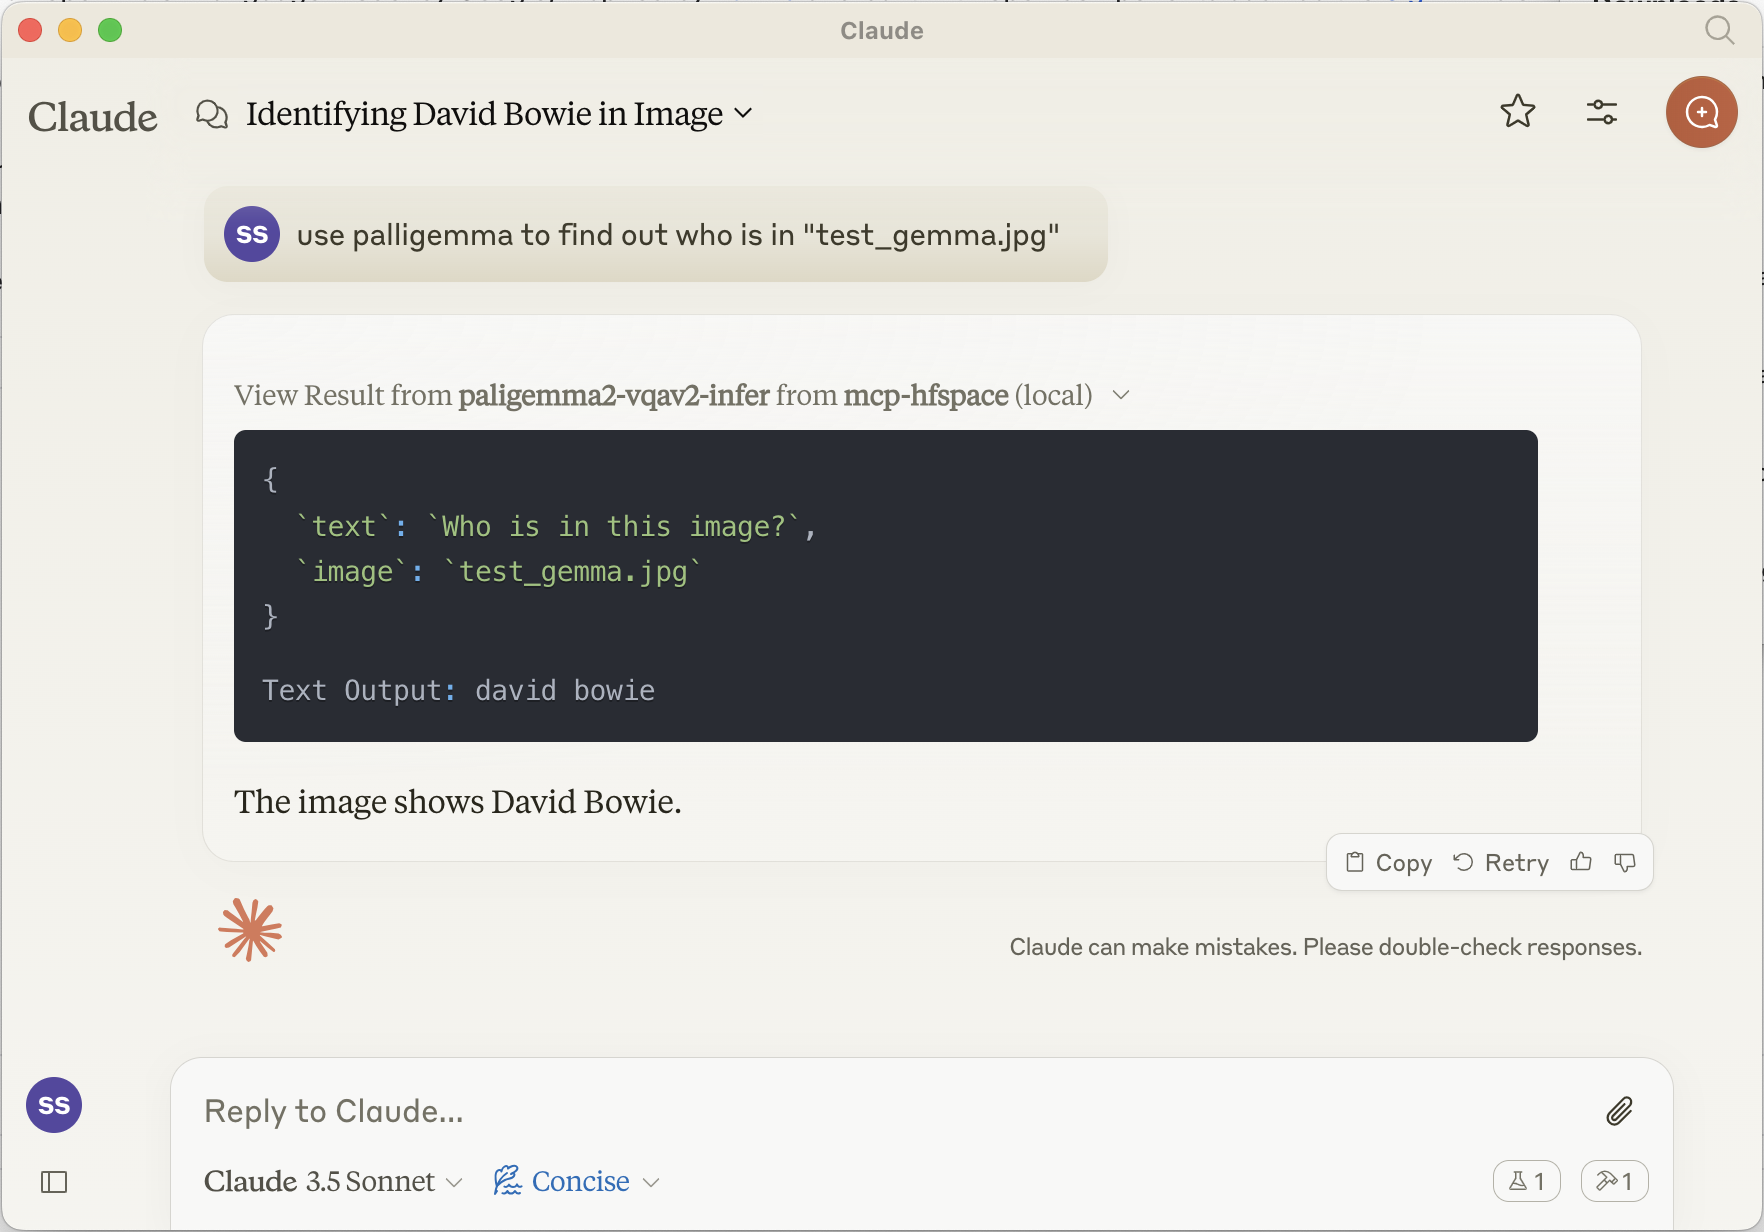 Claude
Claude
Identifying David Bowie in Image
SS
use palligemma to find out who is in "test_gemma.jpg"
View Result from paligemma2-vqav2-infer from mcp-hfspace (local)
{
`text`: `Who is in this image?`,
`image`: `test_gemma.jpg`
}
Text Output: david bowie
The image shows David Bowie.
Copy Retry
Claude can make mistakes. Please double-check responses.
SS
Reply to Claude...
Claude 3.5 Sonnet Concise 1 1